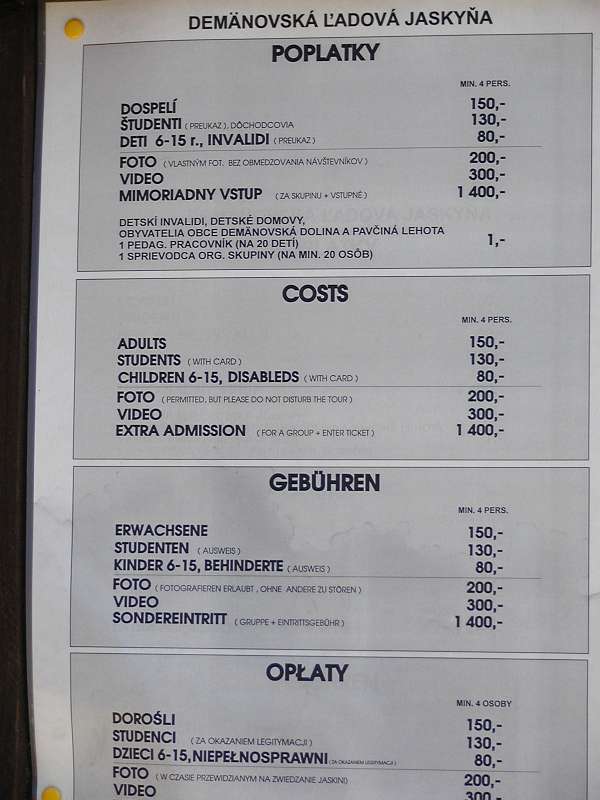 DEMÄNOVSKÁ ĽADOVÁ JASKYŇA
POPLATKY
MIN. 4 PERS.
DOSPELÍ 150,-
ŠTUDENTI ( PREUKAZ ), DÔCHODCOVIA 130,-
DETI 6-15 r., INVALIDI ( PREUKAZ ) 80,-
FOTO ( VLASTNÝM FOT. BEZ OBMEDZOVANIA NÁVŠTEVNÍKOV ) 200,-
VIDEO 300,-
MIMORIADNY VSTUP ( ZA SKUPINU + VSTUPNÉ ) 1 400,-
DETSKÍ INVALIDI, DETSKÉ DOMOVY,
OBYVATELIA OBCE DEMÄNOVSKÁ DOLINA A PAVČINÁ LEHOTA
1 PEDAG. PRACOVNÍK (NA 20 DETÍ) 1,-
1 SPRIEVODCA ORG. SKUPINY (NA MIN. 20 OSÔB)
COSTS
MIN. 4 PERS.
ADULTS 150,-
STUDENTS ( WITH CARD ) 130,-
CHILDREN 6-15, DISABLEDS ( WITH CARD ) 80,-
FOTO ( PERMITTED, BUT PLEASE DO NOT DISTURB THE TOUR ) 200,-
VIDEO 300,-
EXTRA ADMISSION ( FOR A GROUP + ENTER TICKET ) 1 400,-
GEBÜHREN
MIN. 4 PERS.
ERWACHSENE 150,-
STUDENTEN ( AUSWEIS ) 130,-
KINDER 6-15, BEHINDERTE ( AUSWEIS ) 80,-
FOTO ( FOTOGRAFIEREN ERLAUBT , OHNE ANDERE ZU STÖREN ) 200,-
VIDEO 300,-
SONDEREINTRITT ( GRUPPE + EINTRITTSGEBÜHR ) 1 400,-
OPŁATY
MIN. 4 OSOBY
DOROŚLI 150,-
STUDENCI ( ZA OKAZANIEM LEGITYMACJI ) 130,-
DZIECI 6-15, NIEPEŁNOSPRAWNI ( ZA OKAZANIEM LEGITYMACJI ) 80,-
FOTO ( W CZASIE PRZEWIDZIANYM NA ZWIEDZANIE JASKINI) 200,-
VIDEO 300,-